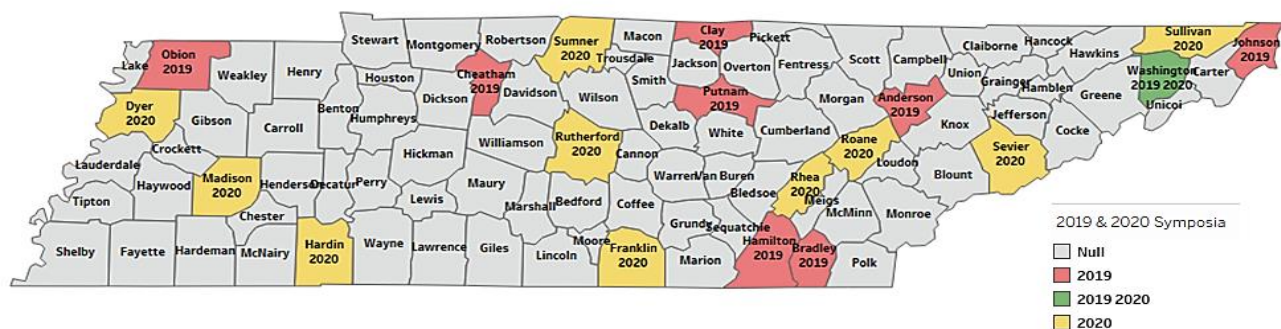 Stewart
Montgomery
Robertson
Sumner
2020
Macon
Trousdale
Clay
2019
Pickett
Obion
2019
Lake
Weakley
Henry
Houston
Cheatham
2019
Smith
Jackson
Overton
Fentress
Scott
Campbell
Claiborne
Hancock
Hawkins
Sullivan
2020
Johnson
2019
Union
Grainger
Hamblen
Greene
Washington
2019 2020
Carter
Unicoi
Dyer
2020
Gibson
Carroll
Benton
Humphreys
Dickson
Davidson
Wilson
Putnam
2019
Morgan
Anderson
2019
Knox
Jefferson
Cocke
Dekalb
White
Cumberland
Roane
2020
Loudon
Sevier
2020
Blount
Crockett
Lauderdale
Haywood
Madison
2020
Henderson
Decatur
Perry
Hickman
Williamson
Rutherford
2020
Cannon
Warren
Van Buren
Bledsoe
Rhea
2020
Meigs
McMinn
Monroe
Tipton
Chester
Lewis
Maury
Marshall
Bedford
Coffee
Grundy
Sequatchie
Shelby
Fayette
Hardeman
McNairy
Hardin
2020
Wayne
Lawrence
Giles
Lincoln
Moore
Franklin
2020
Marion
Hamilton
2019
Bradley
2019
Polk
2019 & 2020 Symposia
Null
2019
2019 2020
2020